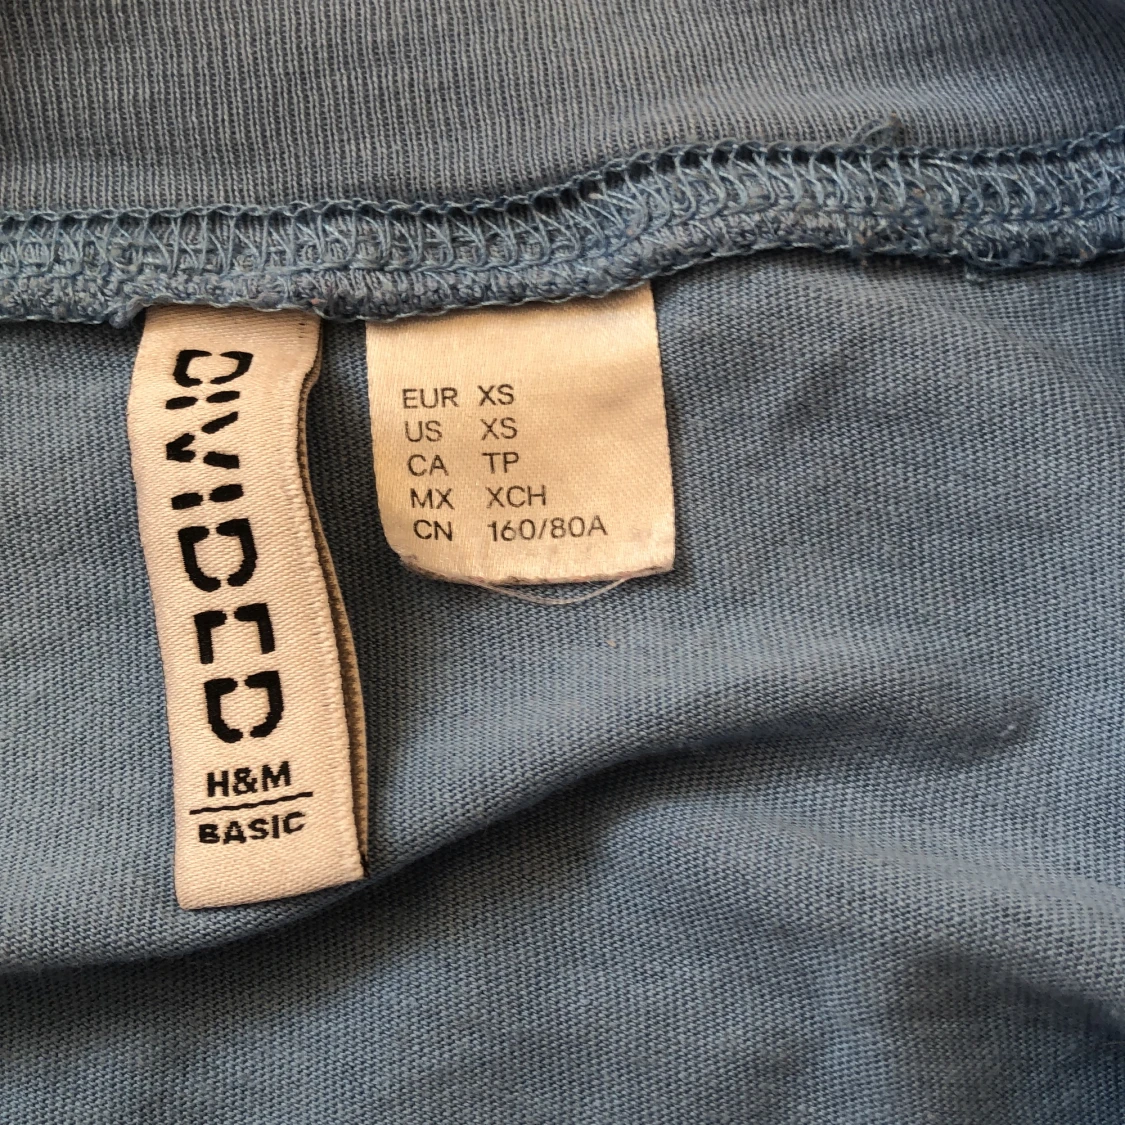 DIVIDED
H&M
BASIC
EUR XS
US XS
CA TP
MX XCH
CN 160/80A